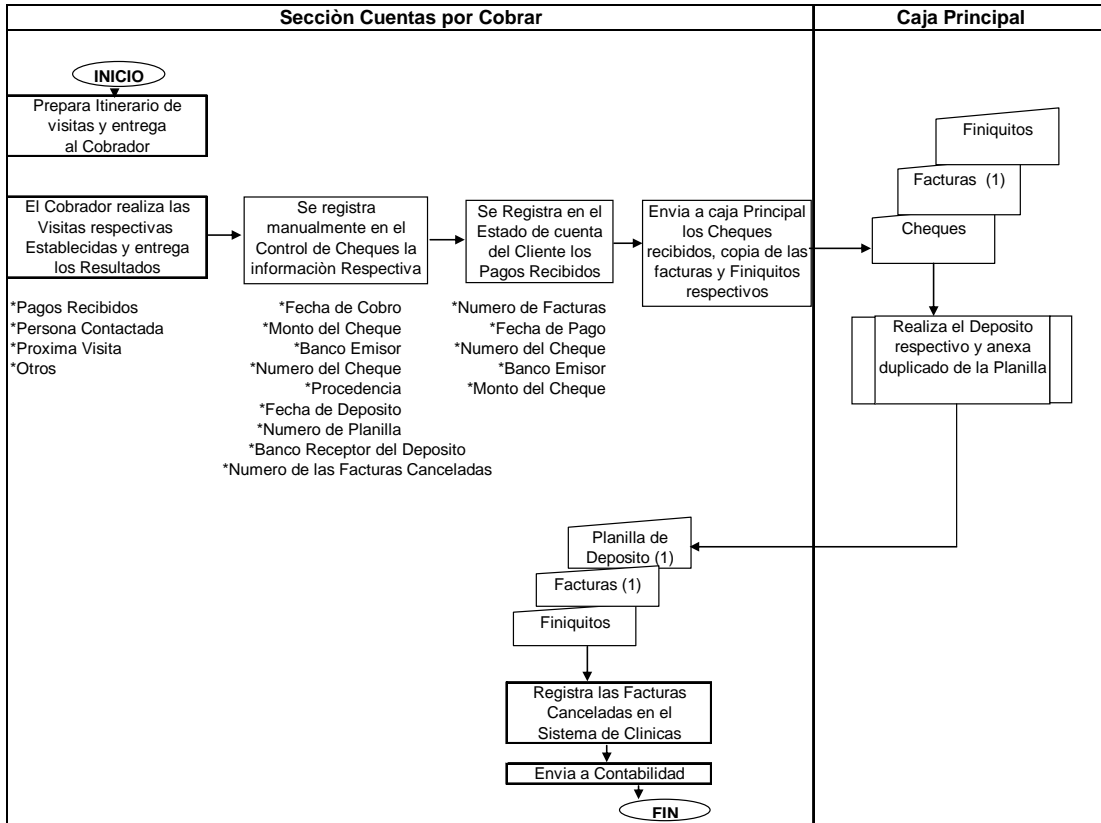 Secciòn Cuentas por Cobrar
Caja Principal
INICIO
Prepara Itinerario de
visitas y entrega
al Cobrador
El Cobrador realiza las
Visitas respectivas
Establecidas y entrega
los Resultados
*Pagos Recibidos
*Persona Contactada
*Proxima Visita
*Otros
Se registra
manualmente en el
Control de Cheques la
informaciòn Respectiva
*Fecha de Cobro
*Monto del Cheque
*Banco Emisor
*Numero del Cheque
*Procedencia
*Fecha de Deposito
*Numero de Planilla
*Banco Receptor del Deposito
*Numero de las Facturas Canceladas
Se Registra en el
Estado de cuenta
del Cliente los
Pagos Recibidos
*Numero de Facturas
*Fecha de Pago
*Numero del Cheque
*Banco Emisor
*Monto del Cheque
Envia a caja Principal
los Cheques
recibidos, copia de las
facturas y Finiquitos
respectivos
Finiquitos
Facturas (1)
Cheques
Realiza el Deposito
respectivo y anexa
duplicado de la Planilla
Planilla de
Deposito (1)
Facturas (1)
Finiquitos
Registra las Facturas
Canceladas en el
Sistema de Clinicas
Envia a Contabilidad
FIN